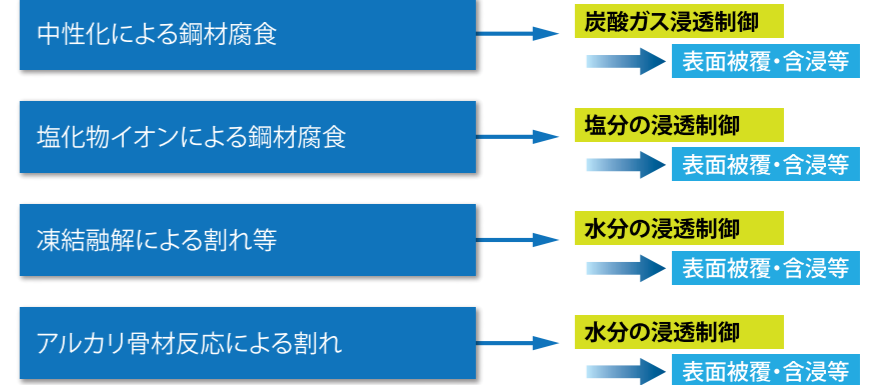 中性化による鋼材腐食
炭酸ガス浸透制御
表面被覆・含浸等
塩化物イオンによる鋼材腐食
塩分の浸透制御
表面被覆・含浸等
凍結融解による割れ等
水分の浸透制御
表面被覆・含浸等
アルカリ骨材反応による割れ
水分の浸透制御
表面被覆・含浸等